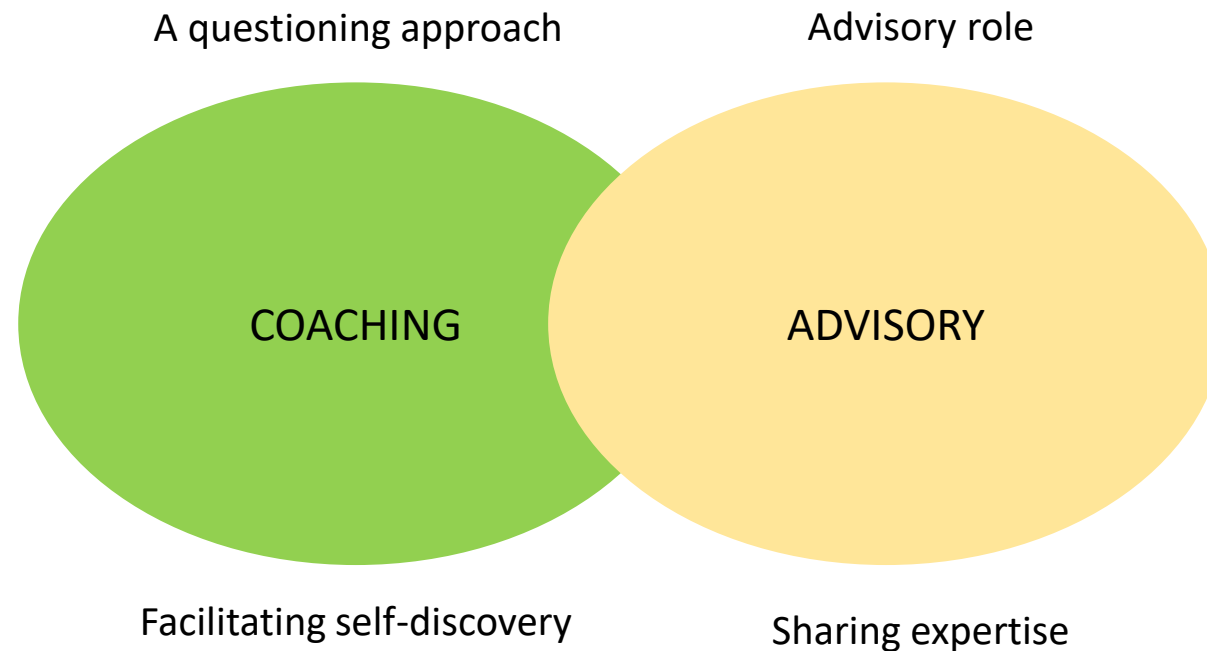 A questioning approach
Advisory role
COACHING
ADVISORY
Facilitating self-discovery
Sharing expertise